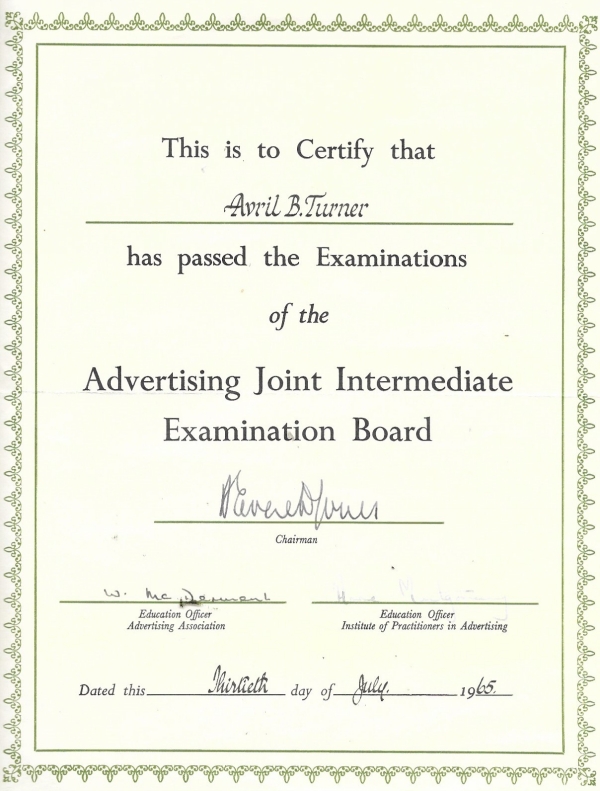 This is to Certify that
Avril B. Turner
has passed the Examinations
of the
Advertising Joint Intermediate
Examination Board
Chairman
W. McDermont
Education Officer
Advertising Association
Education Officer
Institute of Practitioners in Advertising
Dated this Thirtieth day of July. 1965.